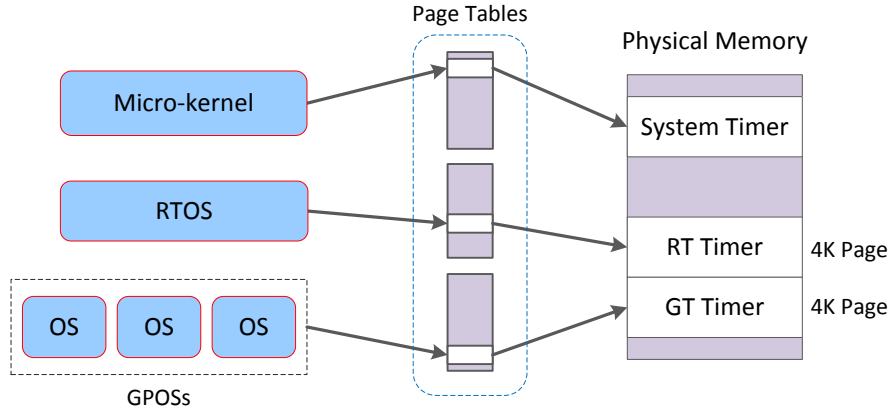 Page Tables
Physical Memory
Micro-kernel
System Timer
RTOS
RT Timer
4K Page
OS
OS
OS
GT Timer
4K Page
GPOSs